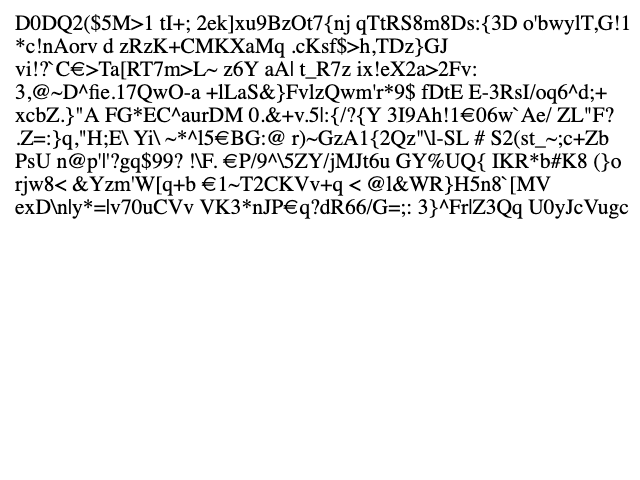 D0DQ2($5M>1 tI+; 2ek]xu9BzOt7{nj qTtRS8m8Ds:{3D o'bwylT,G!1
*c!nAorv d zRzK+CMKXaMq .cKsf$>h,TDz}GJ
vi!?`C€>Ta[RT7m>L~ z6Y aA| t_R7z ix!eX2a>2Fv:
3,@~D^fie.17QwO-a +lLaS&}FvlzQwm'r*9$ fDtE E-3RsI/oq6^d;+
xcbZ.}"A FG*EC^aurDM 0.&+v.5l:{/?{Y 3I9Ah!1€06w`Ae/ ZL"F?
.Z=:}q,"H;E\ Yi\ ~*^l5€BG:@ r)~GzA1{2Qz"\l-SL # S2(st_~;c+Zb
PsU n@p'l'?gq$99? !\F. €P/9^\5ZY/jMJt6u GY%UQ{ IKR*b#K8 (}o
rjw8< &Yzm'W[q+b €1~T2CKVv+q < @l&WR}H5n8`[MV
exD\n|y*=|v70uCVv VK3*nJP€q?dR66/G=;: 3}^Fr|Z3Qq U0yJcVugc